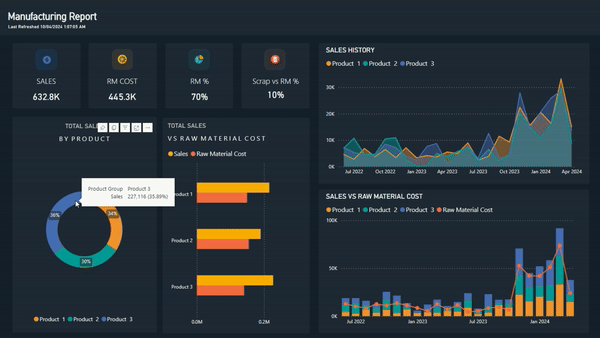 Manufacturing Report
Last Refreshed 10/04/2024 1:07:05 AM
SALES
632.8K
RM COST
445.3K
RM %
70%
Scrap vs RM %
10%
TOTAL SAL
BY PRODUCT
Product Group Product 3
Sales 227,116 (35.89%)
36%
34%
30%
Product 1 Product 2 Product 3
TOTAL SALES
VS RAW MATERIAL COST
Sales Raw Material Cost
oduct 1
Product 2
Product 3
0.0M 0.2M
SALES HISTORY
Product 1 Product 2 Product 3
30K
20K
10K
0K
Jul 2022 Oct 2022 Jan 2023 Apr 2023 Jul 2023 Oct 2023 Jan 2024 Apr 2024
SALES VS RAW MATERIAL COST
Product 1 Product 2 Product 3 Raw Material Cost
100K
50K
0K
Jul 2022 Jan 2023 Jul 2023 Jan 2024